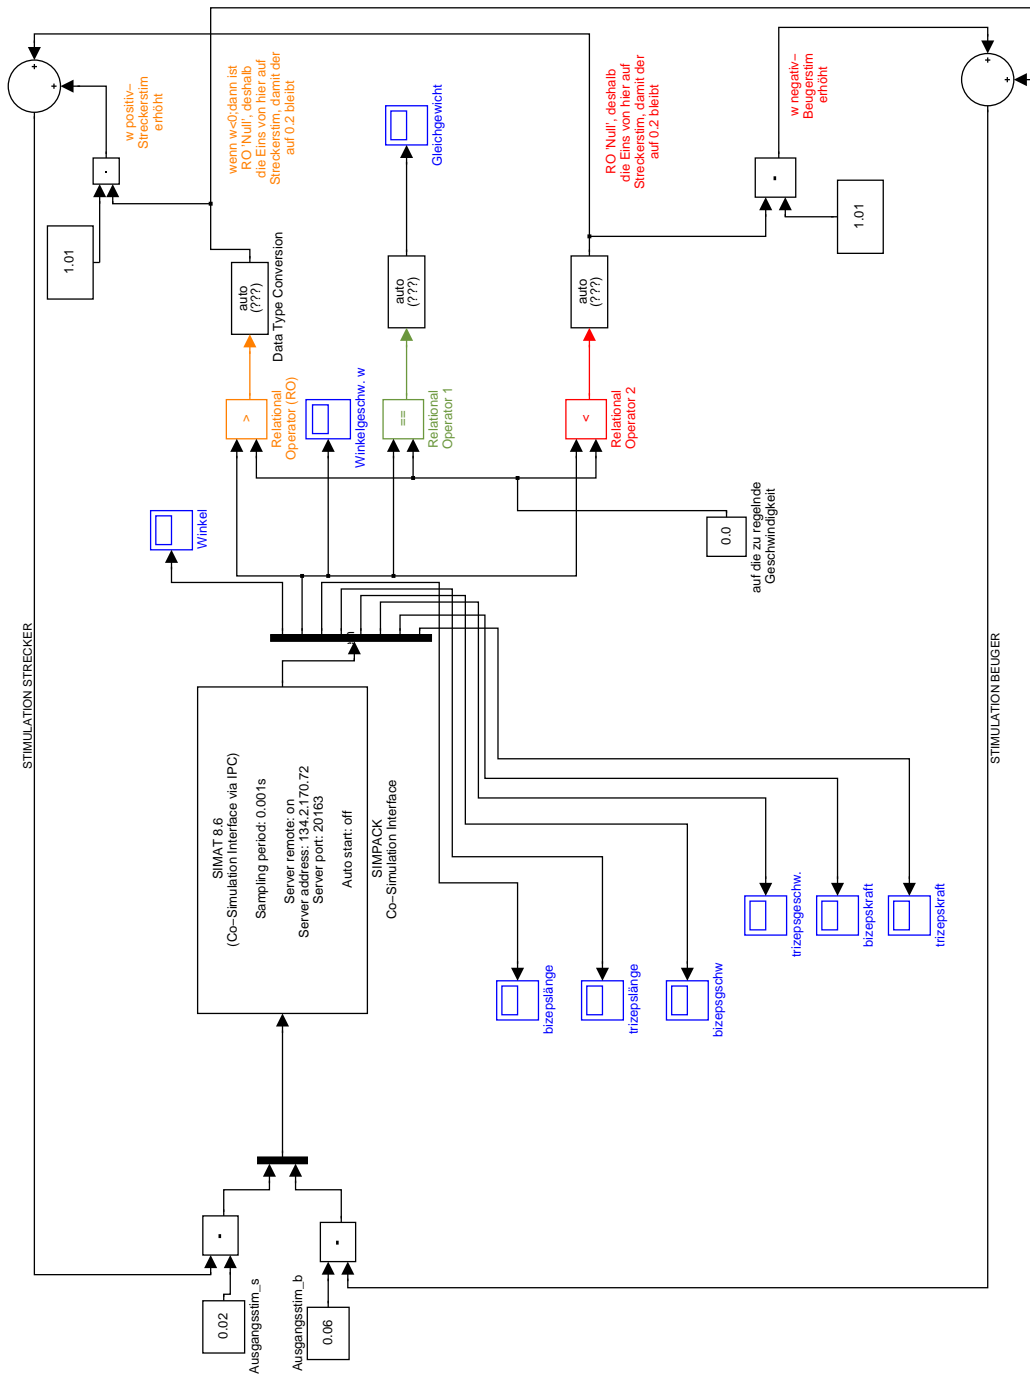 STIMULATION STRECKER
0.02
Ausgangsstim_s
0.06
Ausgangsstim_b
SIMAT 8.6
(Co−Simulation Interface via IPC)
Sampling period: 0.001s
Server remote: on
Server address: 134.2.170.72
Server port: 20163
Auto start: off
SIMPACK
Co−Simulation Interface
Winkel
1.01
.
w positiv−
Streckerstim
erhöht
+
+
>
Relational
Operator (RO)
auto
(???)
Data Type Conversion
wenn w<0;dann ist
RO 'Null', deshalb
die Eins von hier auf
Streckerstim, damit der
auf 0.2 bleibt
Winkelgeschw. w
==
Relational
Operator 1
auto
(???)
Gleichgewicht
<
Relational
Operator 2
auto
(???)
RO 'Null', deshalb
die Eins von hier auf
Streckerstim, damit der
auf 0.2 bleibt
bizepslänge
trizepslänge
bizepsgschw
trizepsgeschw.
bizepskraft
trizepskraft
0.0
auf die zu regelnde
Geschwindigkeit
w negativ−
Beugerstim
erhöht
1.01
+
+
STIMULATION BEUGER